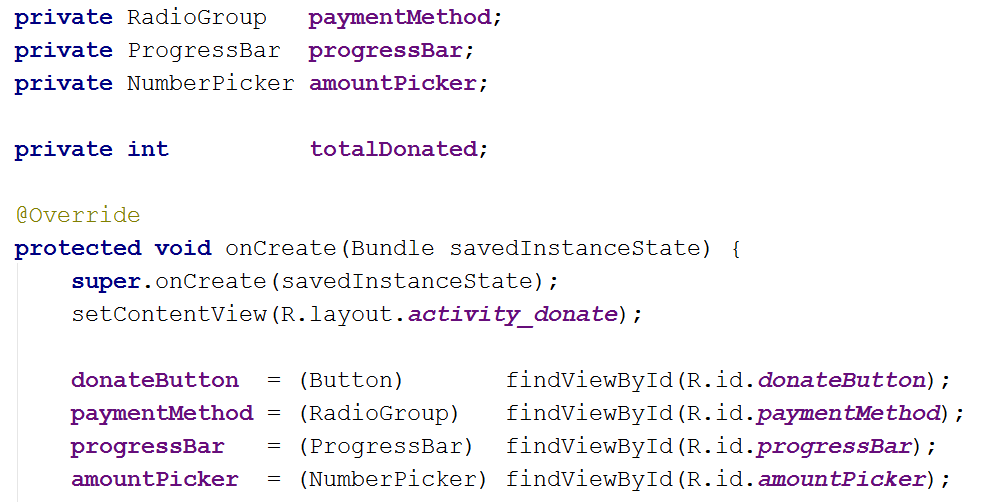 private RadioGroup   paymentMethod;
private ProgressBar  progressBar;
private NumberPicker amountPicker;
private int          totalDonated;
@Override
protected void onCreate(Bundle savedInstanceState) {
    super.onCreate(savedInstanceState);
    setContentView(R.layout.activity_donate);
    donateButton  = (Button)       findViewById(R.id.donateButton);
    paymentMethod = (RadioGroup)   findViewById(R.id.paymentMethod);
    progressBar   = (ProgressBar)  findViewById(R.id.progressBar);
    amountPicker  = (NumberPicker) findViewById(R.id.amountPicker);